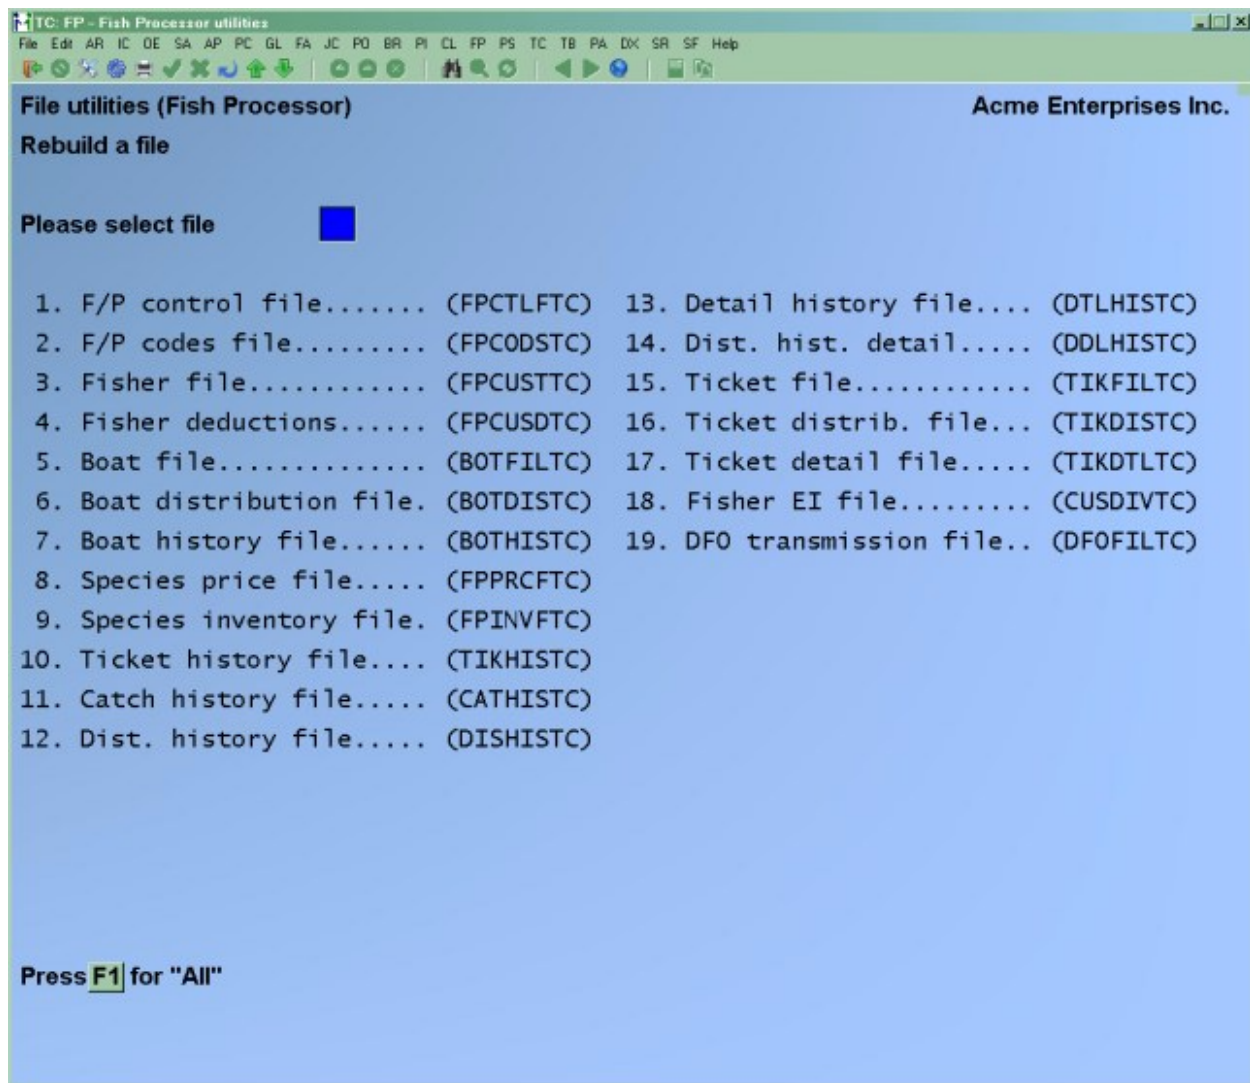 TC: FP - Fish Processor utilities
File Edit AR IC OE SA AP PC GL FA JC PO BR PI CL FP PS TC TB PA DX SR SF Help
File utilities (Fish Processor) Acme Enterprises Inc.
Rebuild a file
Please select file
1. F/P control file....... (FPCTLFTC) 13. Detail history file.... (DTLHISTC)
2. F/P codes file......... (FPCODSTC) 14. Dist. hist. detail..... (DDLHISTC)
3. Fisher file............ (FPCUSTTC) 15. Ticket file............ (TIKFILTC)
4. Fisher deductions...... (FPCUSDTC) 16. Ticket distrib. file... (TIKDISTC)
5. Boat file.............. (BOTFILTC) 17. Ticket detail file..... (TIKDTLTC)
6. Boat distribution file. (BOTDISTC) 18. Fisher EI file......... (CUSDIVTC)
7. Boat history file...... (BOTHISTC) 19. DFO transmission file.. (DFOFILTC)
8. Species price file..... (FPPRCFTC)
9. Species inventory file. (FPINVFTC)
10. Ticket history file.... (TIKHISTC)
11. Catch history file..... (CATHISTC)
12. Dist. history file..... (DISHISTC)
Press F1 for "All"